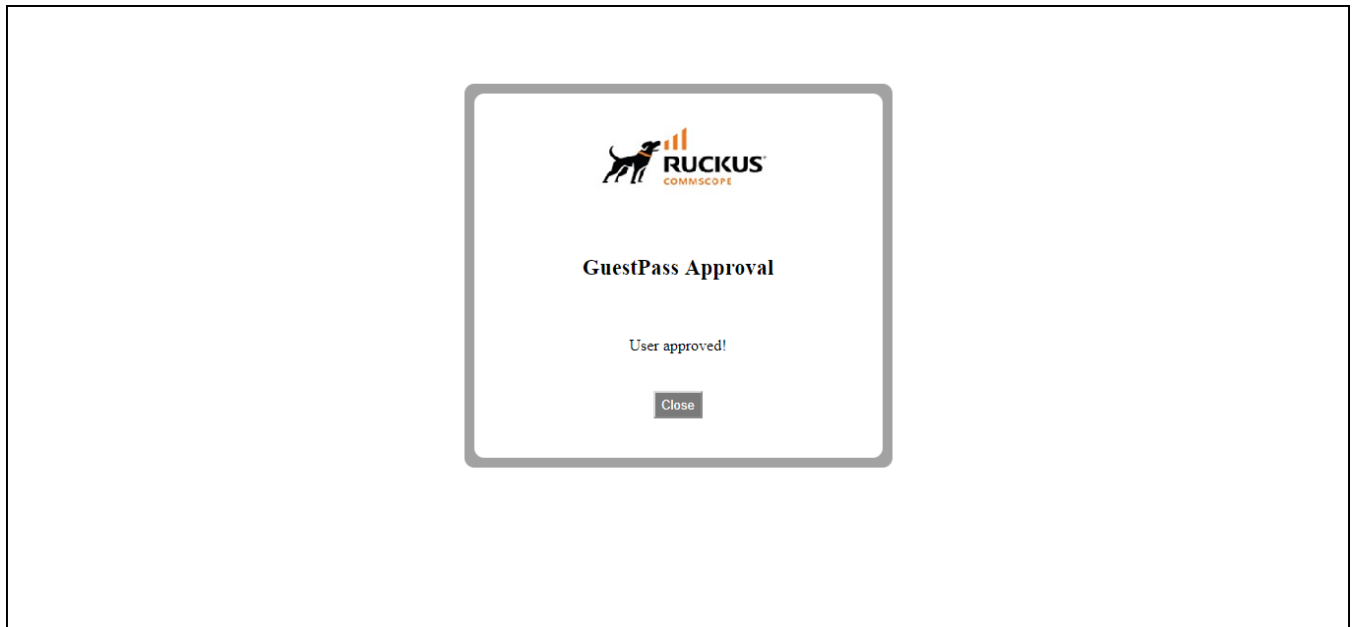 RUCKUS
COMMSCOPE
GuestPass Approval
User approved!
Close